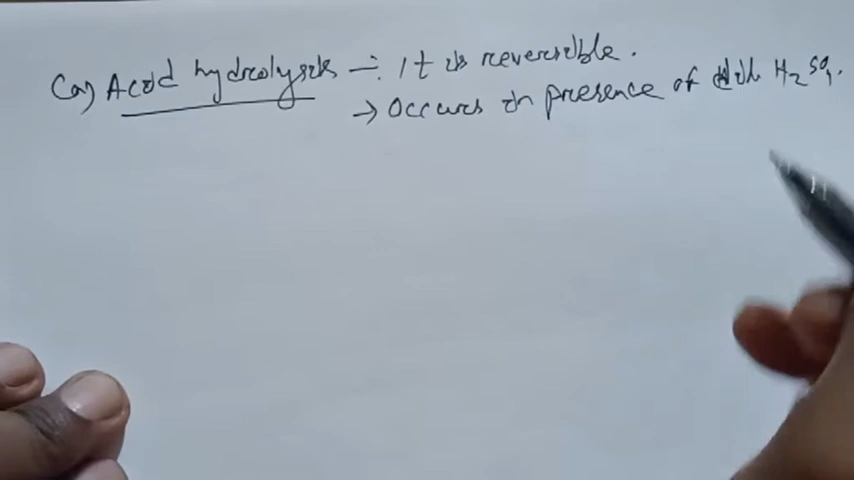 (a) Acid hydrolysis :- It is reversible.
→ Occurs in presence of dil H₂SO₄.